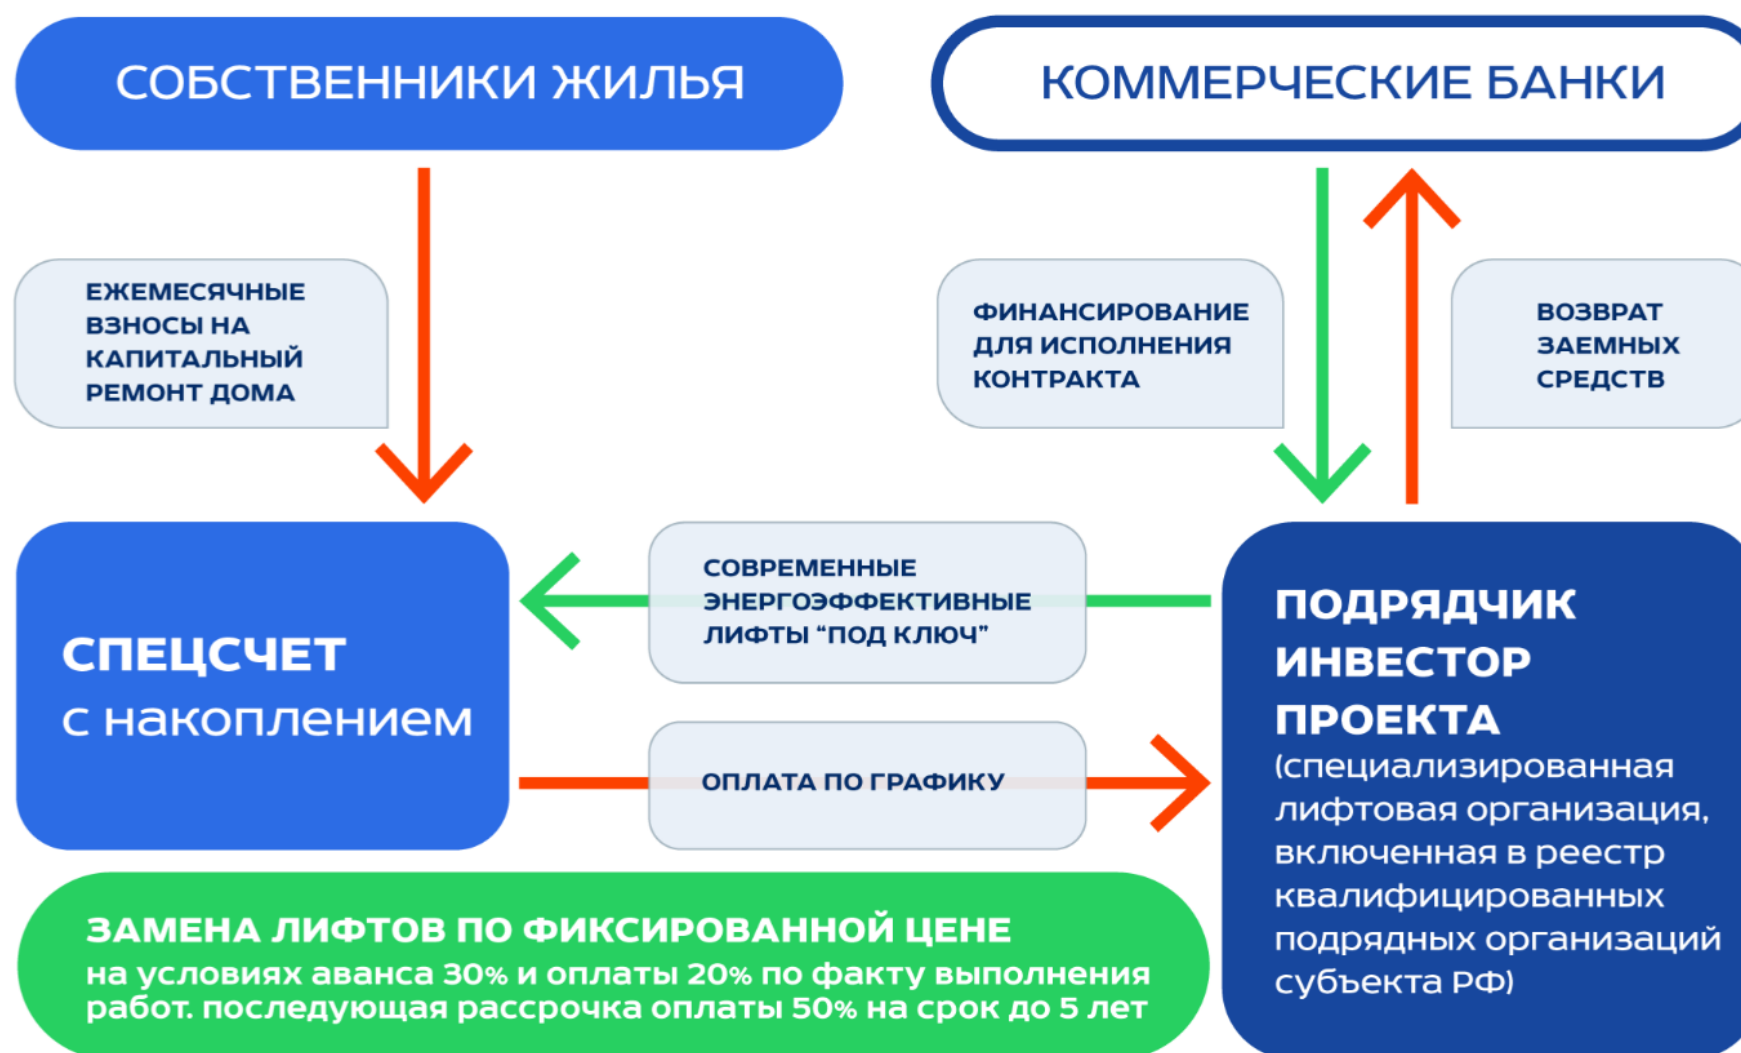 СОБСТВЕННИКИ ЖИЛЬЯ
КОММЕРЧЕСКИЕ БАНКИ
ЕЖЕМЕСЯЧНЫЕ
ВЗНОСЫ НА
КАПИТАЛЬНЫЙ
РЕМОНТ ДОМА
ФИНАНСИРОВАНИЕ
ДЛЯ ИСПОЛНЕНИЯ
КОНТРАКТА
ВОЗВРАТ
ЗАЕМНЫХ
СРЕДСТВ
СПЕЦСЧЕТ
с накоплением
СОВРЕМЕННЫЕ
ЭНЕРГОЭФФЕКТИВНЫЕ
ЛИФТЫ “ПОД КЛЮЧ”
ОПЛАТА ПО ГРАФИКУ
ПОДРЯДЧИК
ИНВЕСТОР
ПРОЕКТА
(специализированная
лифтовая организация,
включенная в реестр
квалифицированных
подрядных организаций
субъекта РФ)
ЗАМЕНА ЛИФТОВ ПО ФИКСИРОВАННОЙ ЦЕНЕ
на условиях аванса 30% и оплаты 20% по факту выполнения
работ. последующая рассрочка оплаты 50% на срок до 5 лет